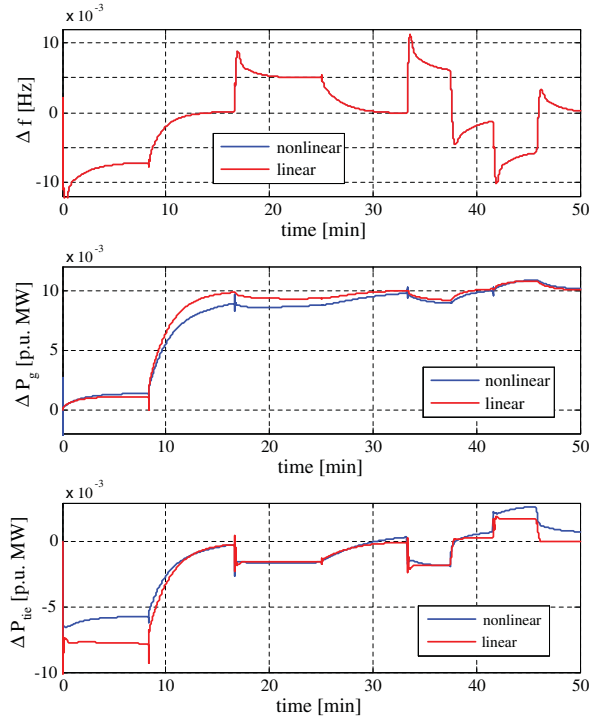 x 10⁻³
Δ f [Hz]
10
0
-10
nonlinear
linear
0 10 20 30 40 50
time [min]
x 10⁻³
Δ P_g [p.u. MW]
10
5
0
nonlinear
linear
0 10 20 30 40 50
time [min]
x 10⁻³
Δ P_tie [p.u. MW]
0
-5
-10
nonlinear
linear
0 10 20 30 40 50
time [min]